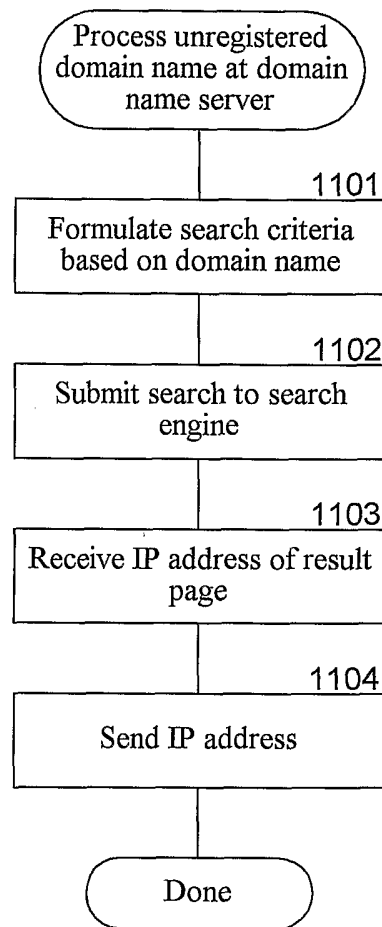 Process unregistered
domain name at domain
name server
1101
Formulate search criteria
based on domain name
1102
Submit search to search
engine
1103
Receive IP address of result
page
1104
Send IP address
Done